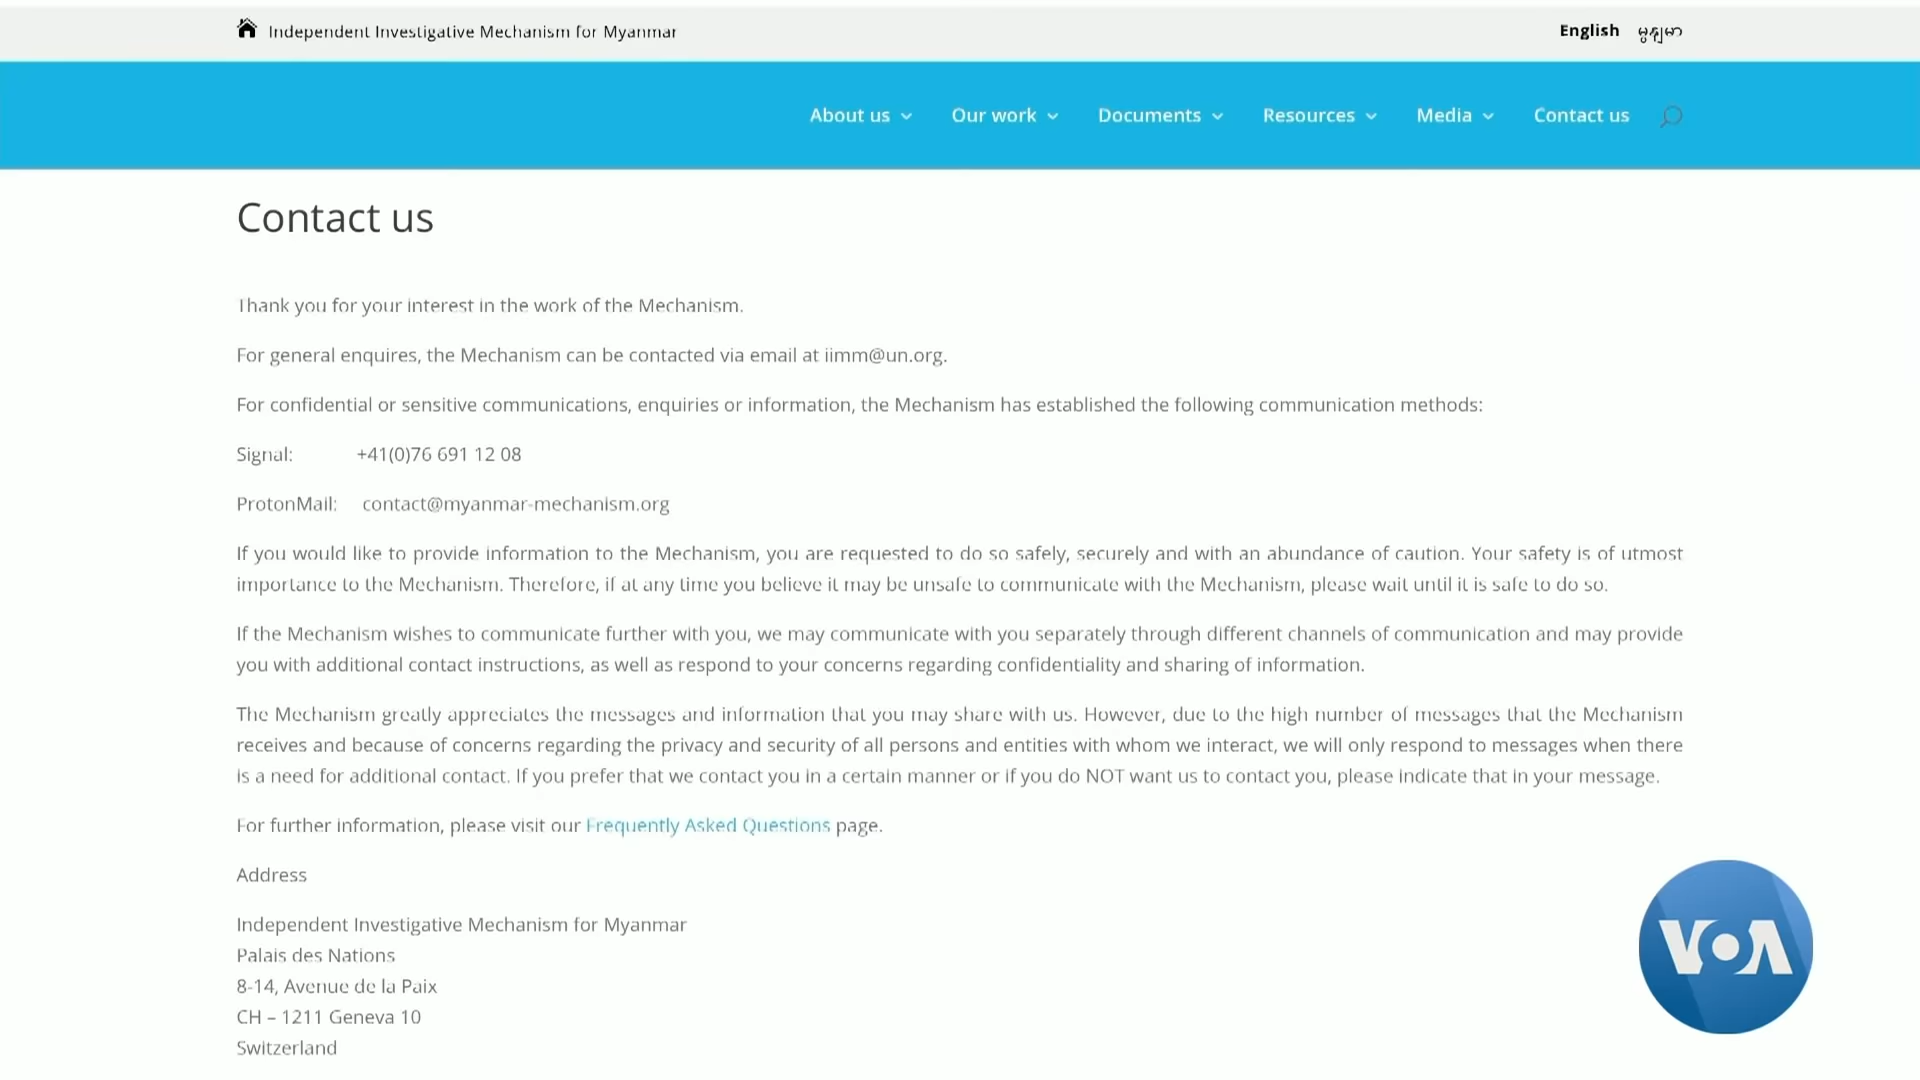 Independent Investigative Mechanism for Myanmar
English မြန်မာ
About us Our work Documents Resources Media Contact us
Contact us
Thank you for your interest in the work of the Mechanism.
For general enquires, the Mechanism can be contacted via email at iimm@un.org.
For confidential or sensitive communications, enquiries or information, the Mechanism has established the following communication methods:
Signal: +41(0)76 691 12 08
ProtonMail: contact@myanmar-mechanism.org
If you would like to provide information to the Mechanism, you are requested to do so safely, securely and with an abundance of caution. Your safety is of utmost
importance to the Mechanism. Therefore, if at any time you believe it may be unsafe to communicate with the Mechanism, please wait until it is safe to do so.
If the Mechanism wishes to communicate further with you, we may communicate with you separately through different channels of communication and may provide
you with additional contact instructions, as well as respond to your concerns regarding confidentiality and sharing of information.
The Mechanism greatly appreciates the messages and information that you may share with us. However, due to the high number of messages that the Mechanism
receives and because of concerns regarding the privacy and security of all persons and entities with whom we interact, we will only respond to messages when there
is a need for additional contact. If you prefer that we contact you in a certain manner or if you do NOT want us to contact you, please indicate that in your message.
For further information, please visit our Frequently Asked Questions page.
Address
Independent Investigative Mechanism for Myanmar
Palais des Nations
8-14, Avenue de la Paix
CH – 1211 Geneva 10
Switzerland
VOA